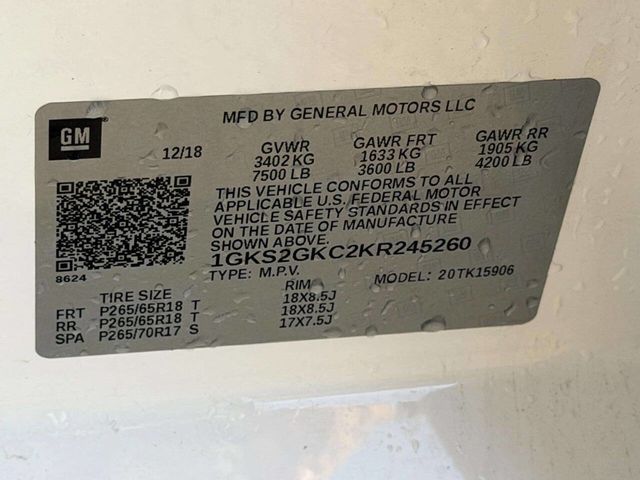 MFD BY GENERAL MOTORS LLC
GM
12/18
GVWR GAWR FRT GAWR RR
3402 KG 1633 KG 1905 KG
7500 LB 3600 LB 4200 LB
THIS VEHICLE CONFORMS TO ALL
APPLICABLE U.S. FEDERAL MOTOR
VEHICLE SAFETY STANDARDS IN EFFECT
ON THE DATE OF MANUFACTURE
SHOWN ABOVE.
8624
1GKS2GKC2KR245260
TYPE: M.P.V. MODEL: 20TK15906
TIRE SIZE RIM
FRT P265/65R18 T 18X8.5J
RR P265/65R18 T 18X8.5J
SPA P265/70R17 S 17X7.5J